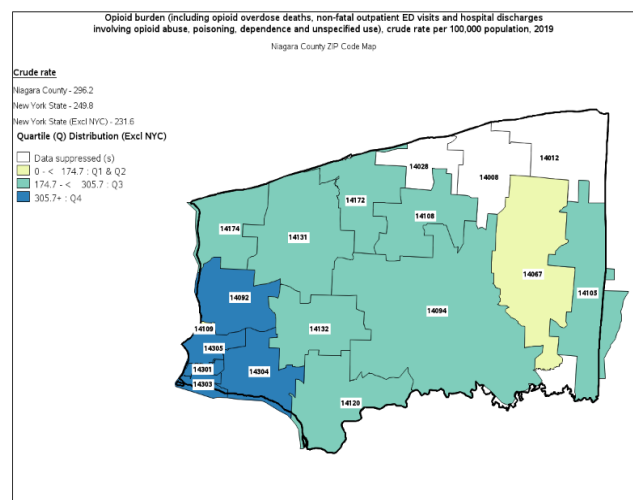 Opioid burden (including opioid overdose deaths, non-fatal outpatient ED visits and hospital discharges
involving opioid abuse, poisoning, dependence and unspecified use), crude rate per 100,000 population, 2019
Niagara County ZIP Code Map
Crude rate
Niagara County - 296.2
New York State - 249.8
New York State (Excl NYC) - 231.6
Quartile (Q) Distribution (Excl NYC)
Data suppressed (s)
0 - < 174.7 : Q1 & Q2
174.7 - < 305.7 : Q3
305.7+ : Q4
14012
14028
14008
14172
14108
14174
14131
14067
14105
14092
14094
14109
14132
14305
14301
14304
14303
14120